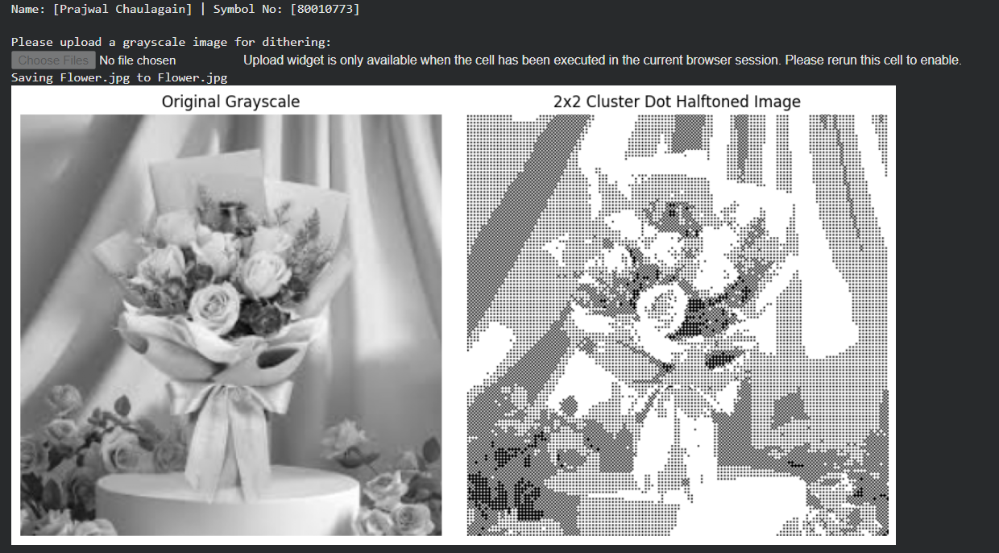 Name: [Prajwal Chaulagain] | Symbol No: [80010773]
Please upload a grayscale image for dithering:
Choose Files No file chosen Upload widget is only available when the cell has been executed in the current browser session. Please rerun this cell to enable.
Saving Flower.jpg to Flower.jpg
Original Grayscale
2x2 Cluster Dot Halftoned Image